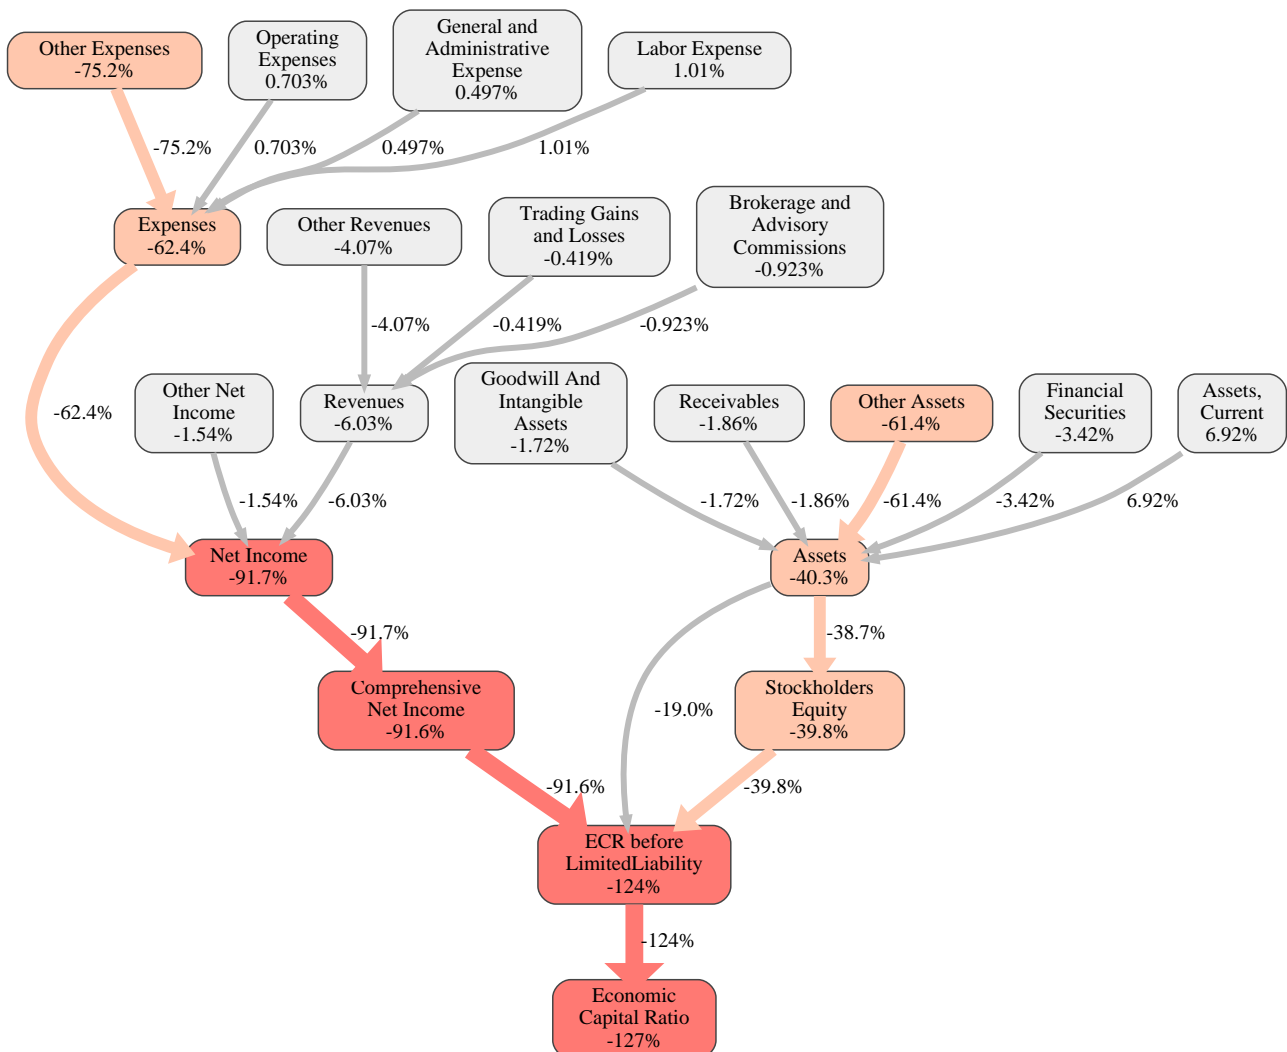 Other Expenses
-75.2%
Operating
Expenses
0.703%
General and
Administrative
Expense
0.497%
Labor Expense
1.01%
-75.2%
0.703%
0.497%
1.01%
Expenses
-62.4%
Other Revenues
-4.07%
Trading Gains
and Losses
-0.419%
Brokerage and
Advisory
Commissions
-0.923%
-4.07%
-0.419%
-0.923%
-62.4%
Other Net
Income
-1.54%
Revenues
-6.03%
Goodwill And
Intangible
Assets
-1.72%
Receivables
-1.86%
Other Assets
-61.4%
Financial
Securities
-3.42%
Assets,
Current
6.92%
-1.54%
-6.03%
-1.72%
-1.86%
-61.4%
-3.42%
6.92%
Net Income
-91.7%
Assets
-40.3%
-91.7%
-38.7%
Comprehensive
Net Income
-91.6%
-19.0%
Stockholders
Equity
-39.8%
-91.6%
-39.8%
ECR before
LimitedLiability
-124%
-124%
Economic
Capital Ratio
-127%